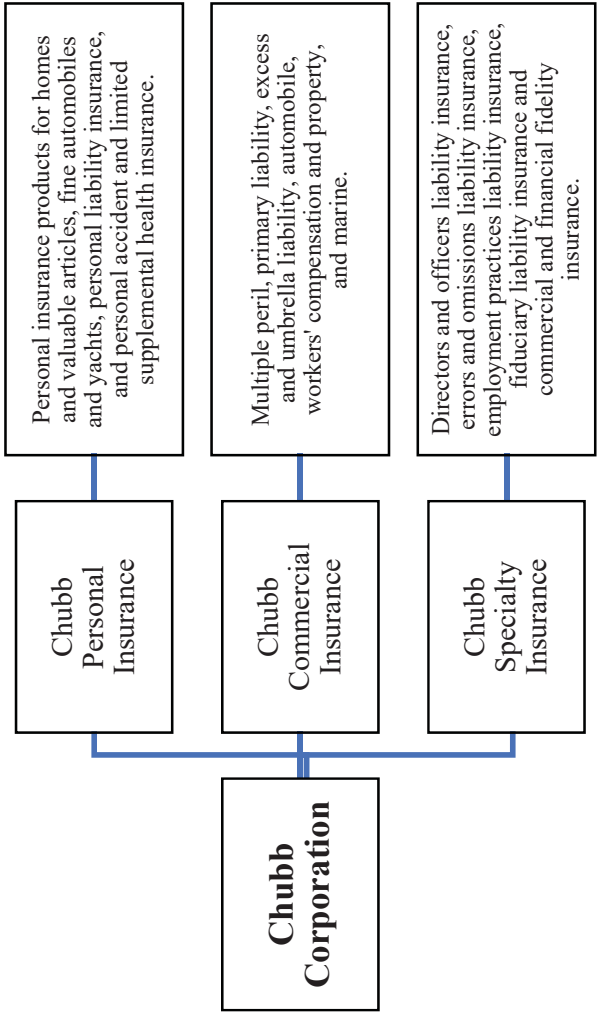 Chubb
Corporation
Chubb
Personal
Insurance
Personal insurance products for homes
and valuable articles, fine automobiles
and yachts, personal liability insurance,
and personal accident and limited
supplemental health insurance.
Chubb
Commercial
Insurance
Multiple peril, primary liability, excess
and umbrella liability, automobile,
workers' compensation and property,
and marine.
Chubb
Specialty
Insurance
Directors and officers liability insurance,
errors and omissions liability insurance,
employment practices liability insurance,
fiduciary liability insurance and
commercial and financial fidelity
insurance.